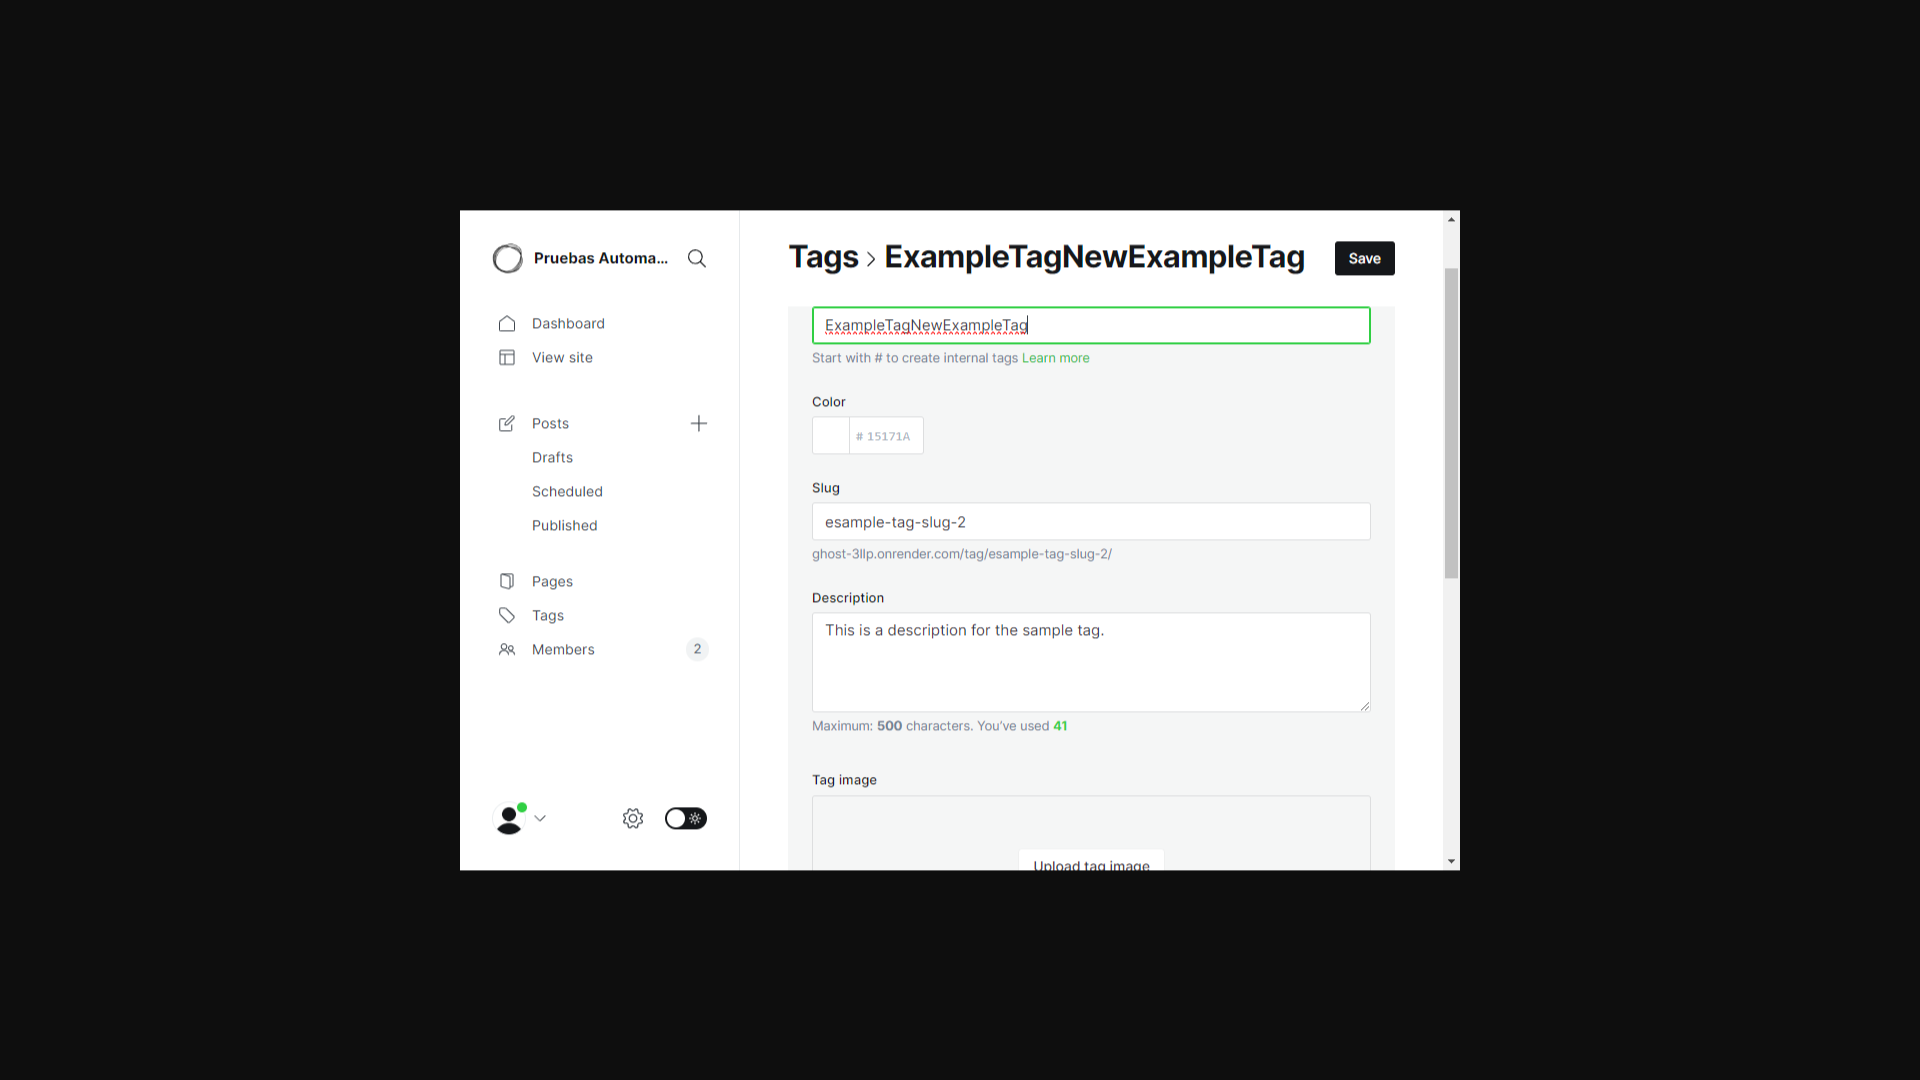 Pruebas Automa...
Dashboard
View site
Posts
Drafts
Scheduled
Published
Pages
Tags
Members
2
Tags > ExampleTagNewExampleTag
Save
ExampleTagNewExampleTag
Start with # to create internal tags Learn more
Color
# 15171A
Slug
esample-tag-slug-2
ghost-3llp.onrender.com/tag/esample-tag-slug-2/
Description
This is a description for the sample tag.
Maximum: 500 characters. You've used 41
Tag image
Upload tag image